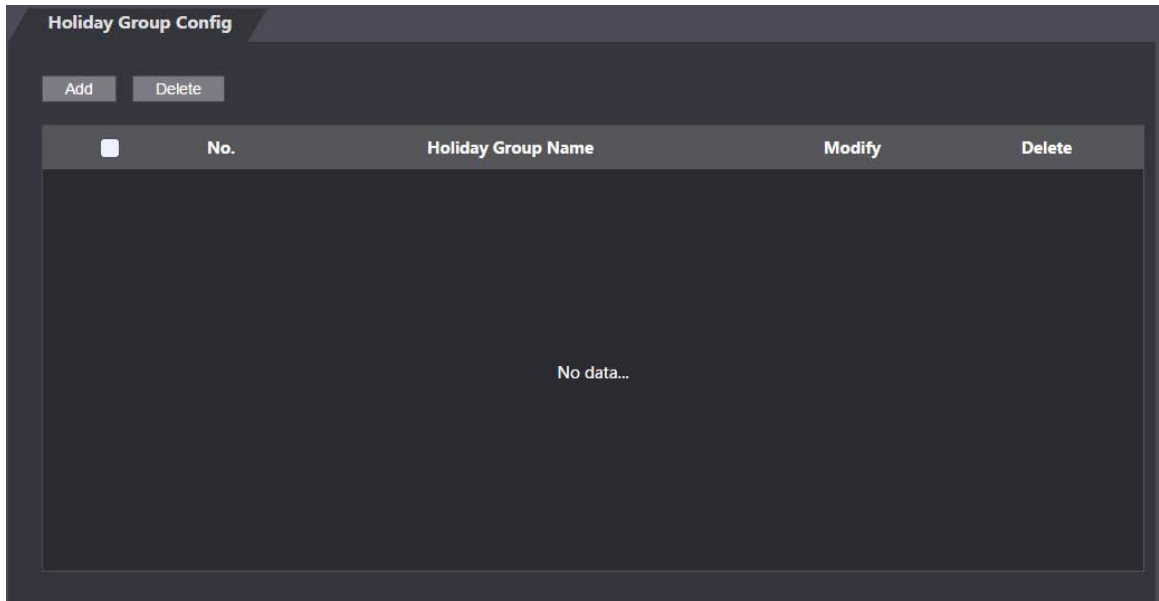 Holiday Group Config
Add Delete
No. Holiday Group Name Modify Delete
No data...